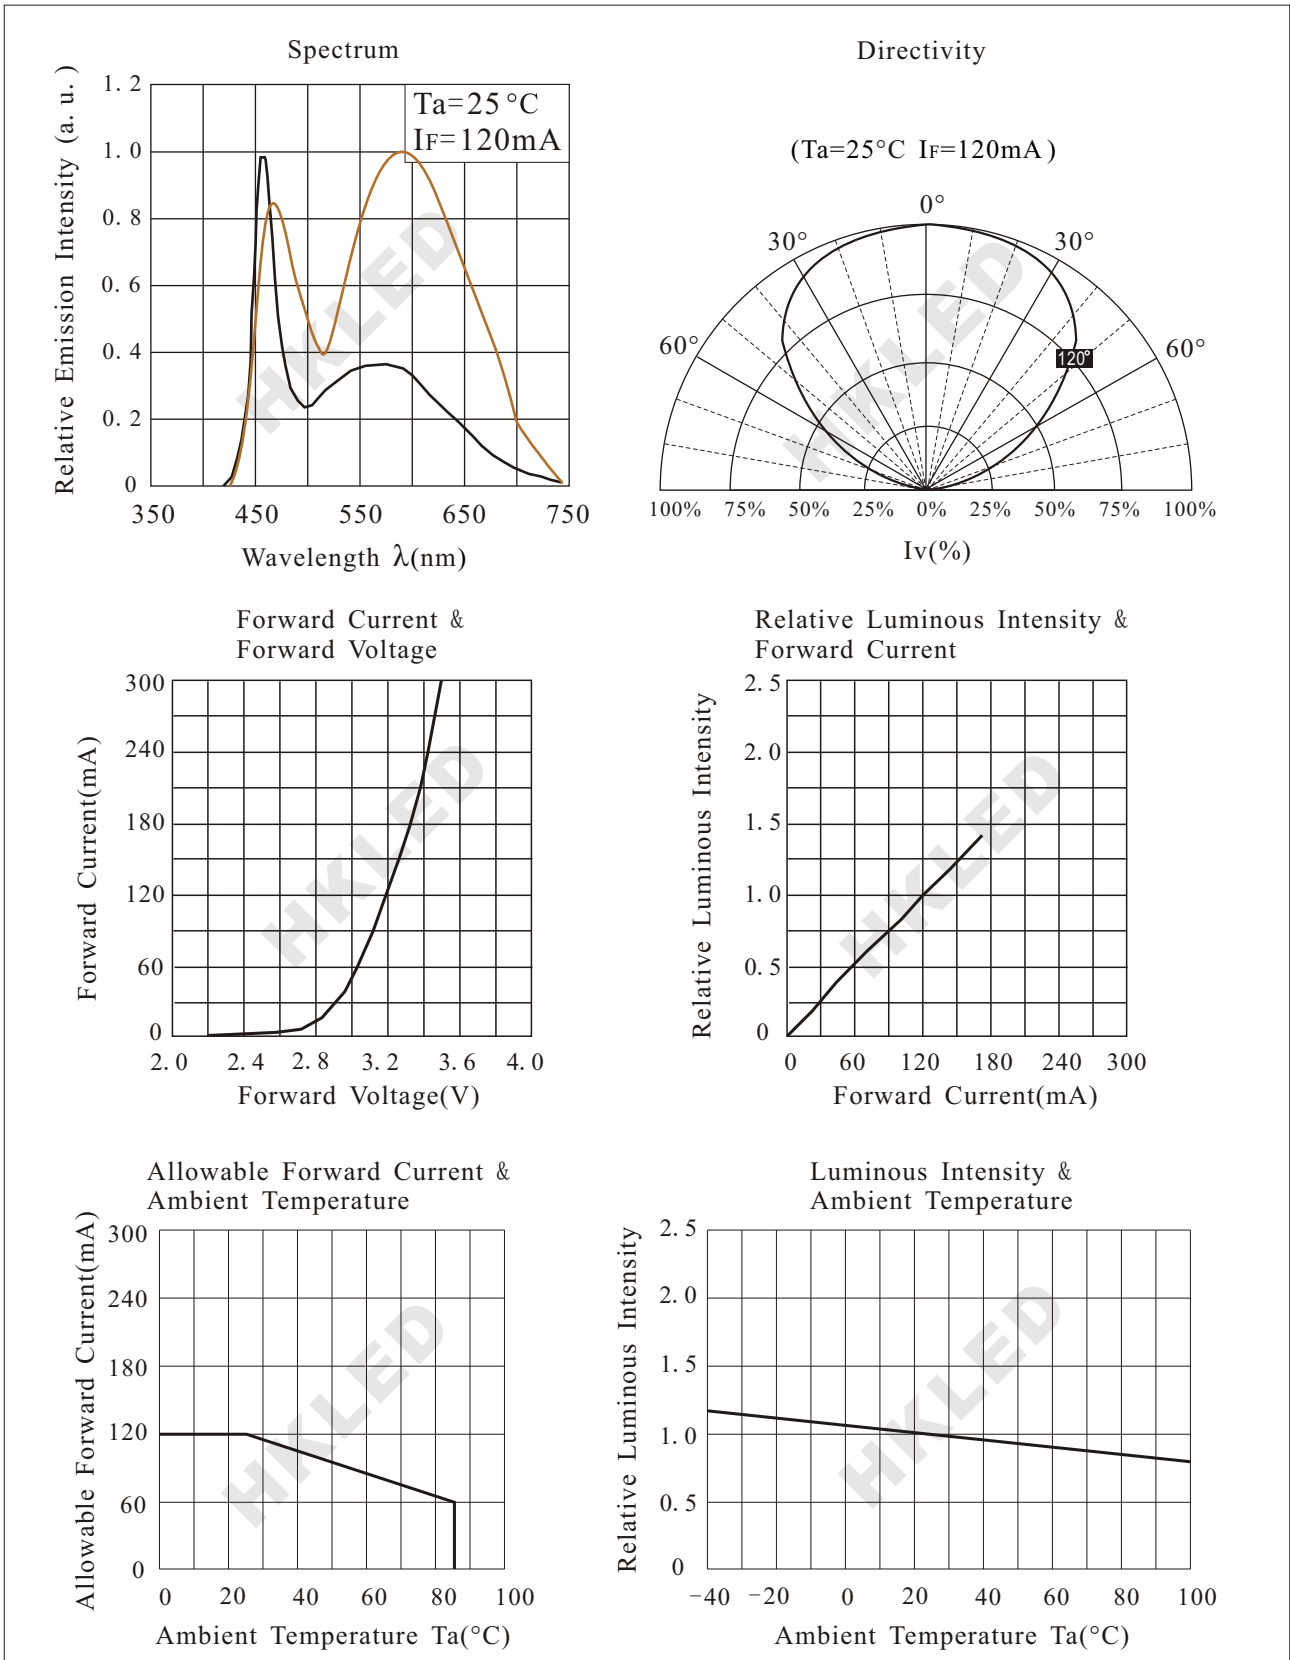 Spectrum
Relative Emission Intensity (a. u.)
1. 2
1. 0
0. 8
0. 6
0. 4
0. 2
0
Ta=25°C
IF=120mA
HKLED
350 450 550 650 750
Wavelength λ(nm)
Directivity
(Ta=25°C IF=120mA)
0°
30° 30°
60° 60°
120°
HKLED
100% 75% 50% 25% 0% 25% 50% 75% 100%
Iv(%)
Forward Current &
Forward Voltage
Forward Current(mA)
300
240
180
120
60
0
HKLED
2. 0 2. 4 2. 8 3. 2 3. 6 4. 0
Forward Voltage(V)
Relative Luminous Intensity &
Forward Current
Relative Luminous Intensity
2. 5
2. 0
1. 5
1. 0
0. 5
0
HKLED
0 60 120 180 240 300
Forward Current(mA)
Allowable Forward Current &
Ambient Temperature
Allowable Forward Current(mA)
300
240
180
120
60
0
HKLED
0 20 40 60 80 100
Ambient Temperature Ta(°C)
Luminous Intensity &
Ambient Temperature
Relative Luminous Intensity
2. 5
2. 0
1. 5
1. 0
0. 5
0
HKLED
−40 −20 0 20 40 60 80 100
Ambient Temperature Ta(°C)